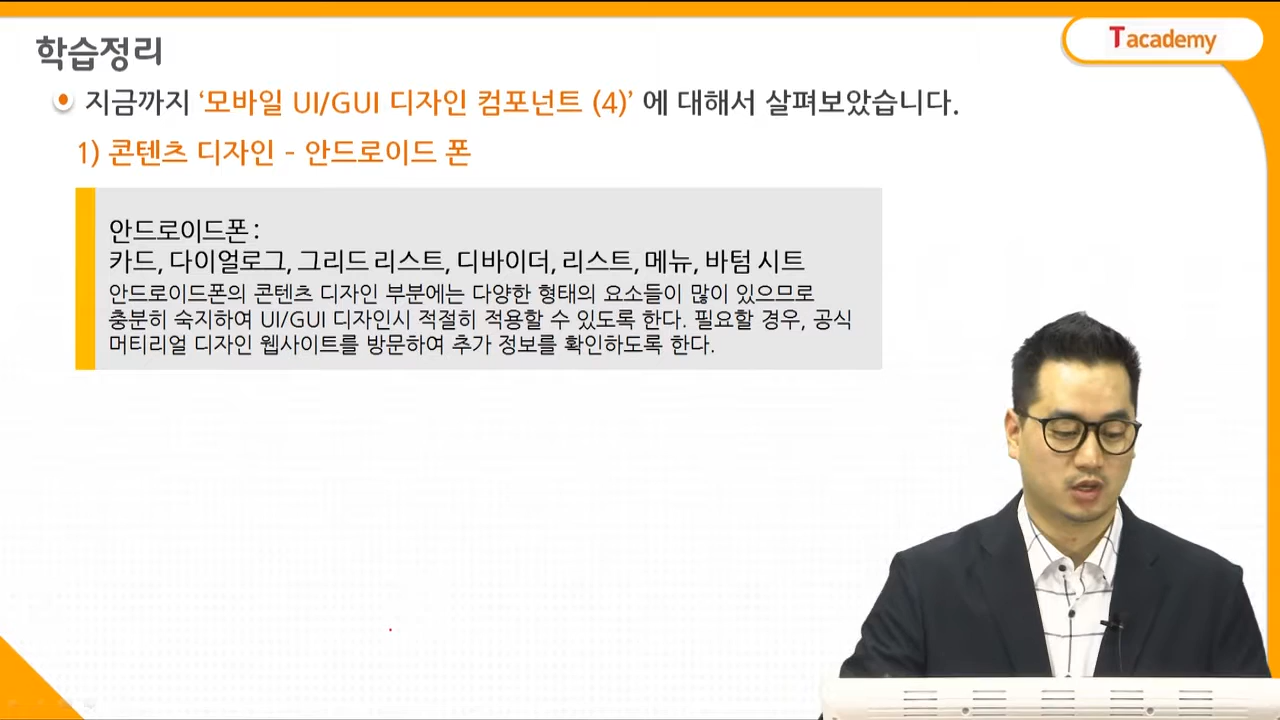 학습정리
Tacademy
지금까지 ‘모바일 UI/GUI 디자인 컴포넌트 (4)’ 에 대해서 살펴보았습니다.
1) 콘텐츠 디자인 - 안드로이드 폰
안드로이드폰 :
카드, 다이얼로그, 그리드 리스트, 디바이더, 리스트, 메뉴, 바텀 시트
안드로이드폰의 콘텐츠 디자인 부분에는 다양한 형태의 요소들이 많이 있으므로
충분히 숙지하여 UI/GUI 디자인시 적절히 적용할 수 있도록 한다. 필요할 경우, 공식
머티리얼 디자인 웹사이트를 방문하여 추가 정보를 확인하도록 한다.